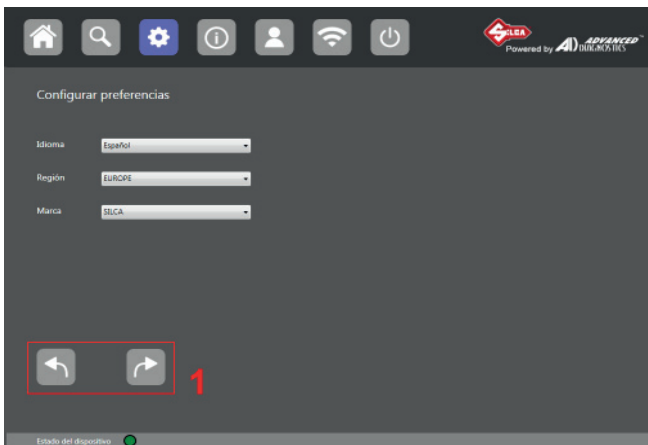 SILCA
Powered by AD ADVANCED
DIAGNOSTICS
Configurar preferencias
Idioma Español
Región EUROPE
Marca SILCA
1
Estado del dispositivo